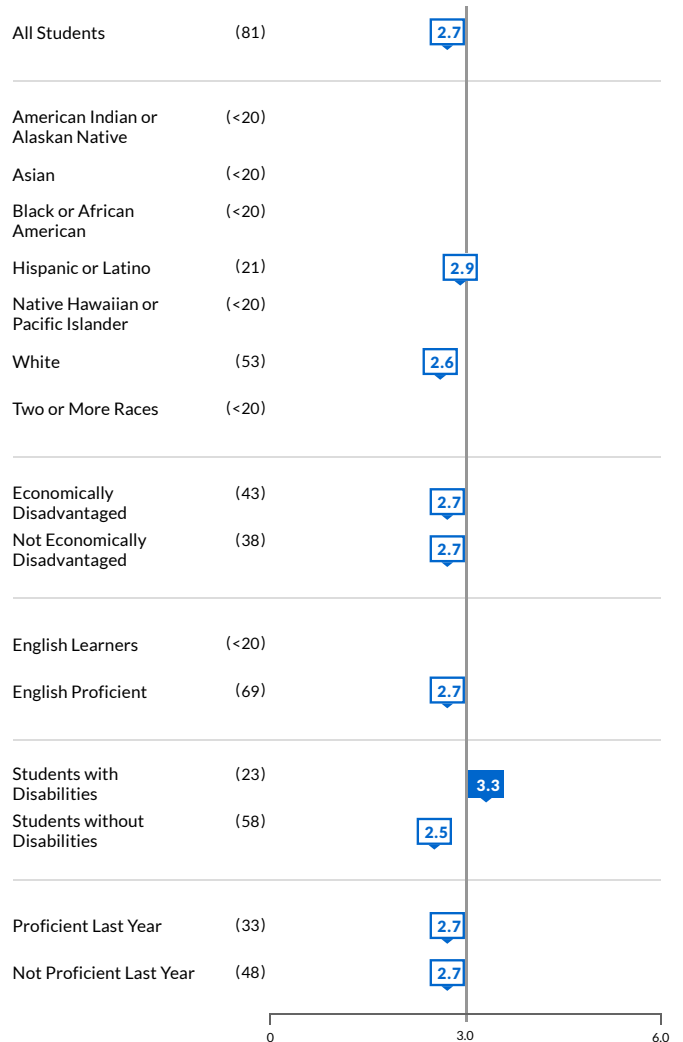 All Students (81) 2.7
American Indian or (<20)
Alaskan Native
Asian (<20)
Black or African (<20)
American
Hispanic or Latino (21) 2.9
Native Hawaiian or (<20)
Pacific Islander
White (53) 2.6
Two or More Races (<20)
Economically (43) 2.7
Disadvantaged
Not Economically (38) 2.7
Disadvantaged
English Learners (<20)
English Proficient (69) 2.7
Students with (23) 3.3
Disabilities
Students without (58) 2.5
Disabilities
Proficient Last Year (33) 2.7
Not Proficient Last Year (48) 2.7
0 3.0 6.0